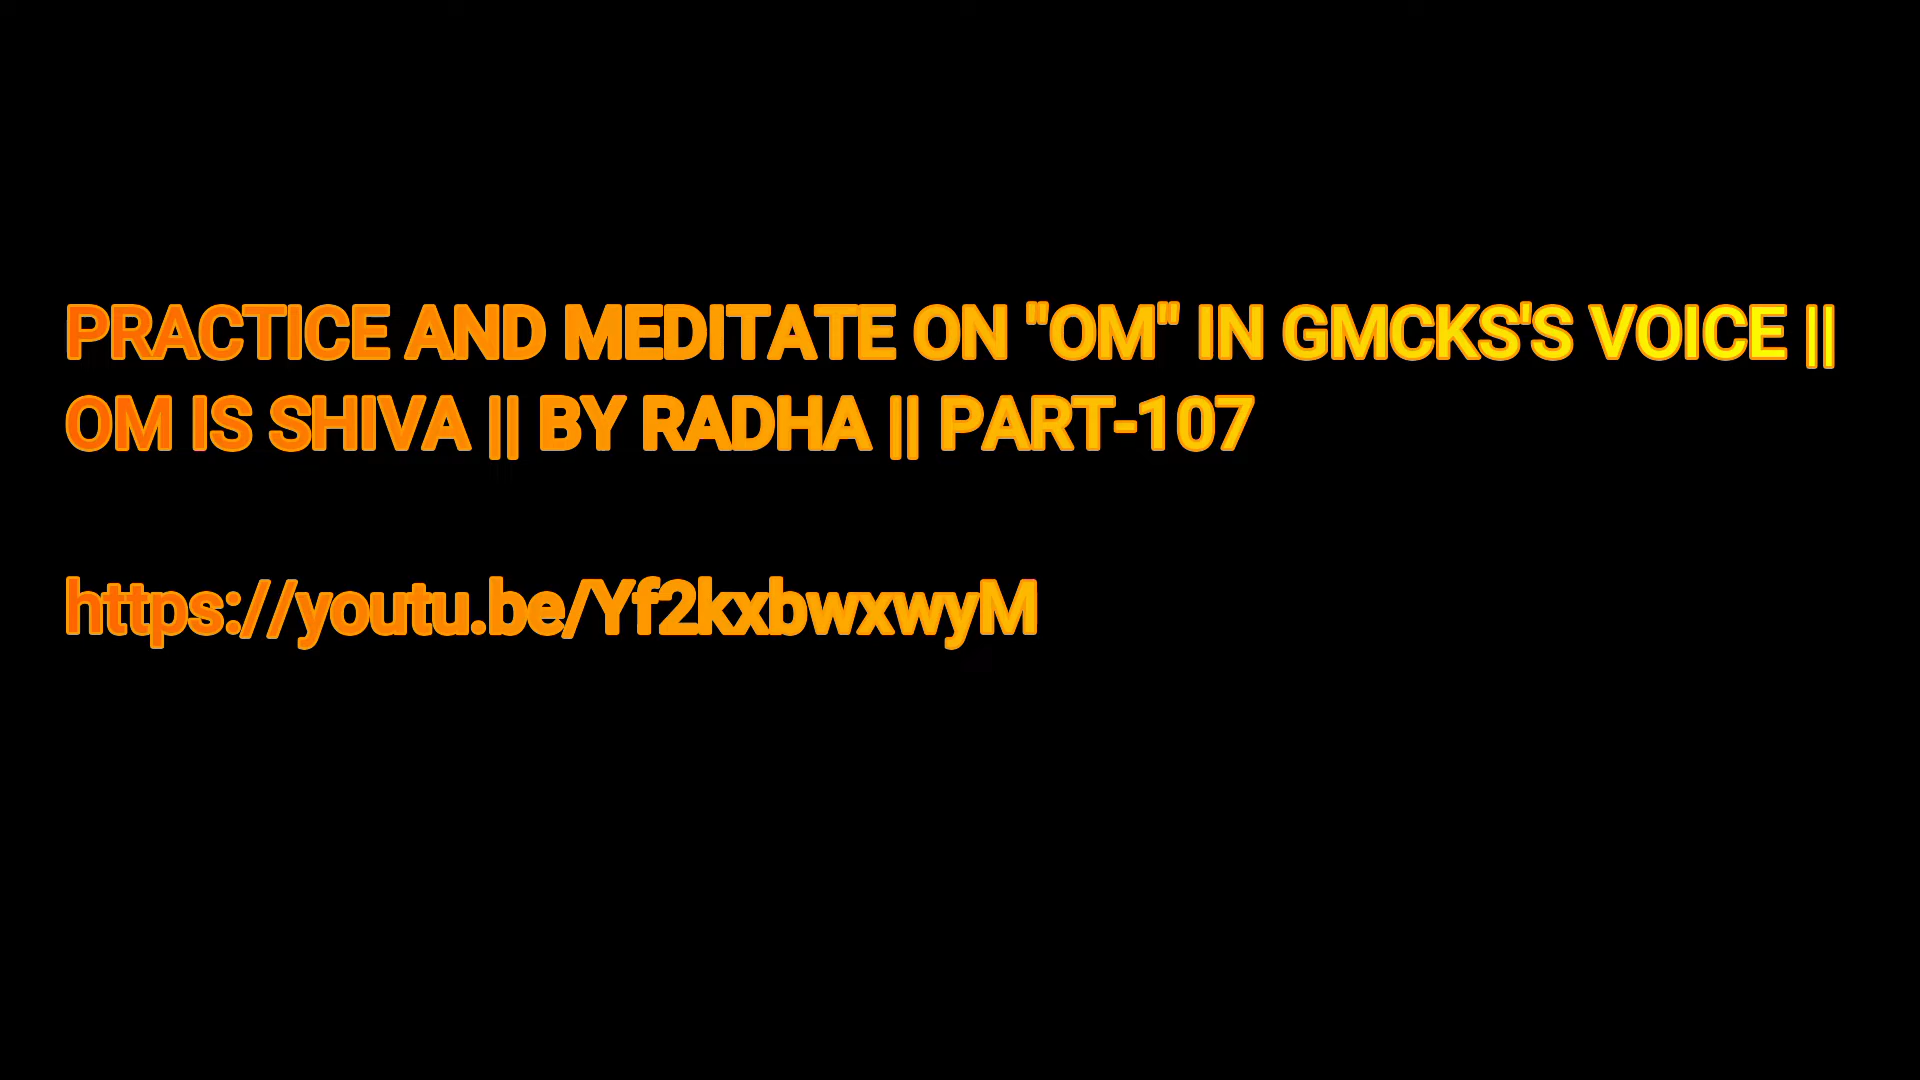 PRACTICE AND MEDITATE ON "OM" IN GMCKS'S VOICE ||
OM IS SHIVA || BY RADHA || PART-107
https://youtu.be/Yf2kxbwxwyM